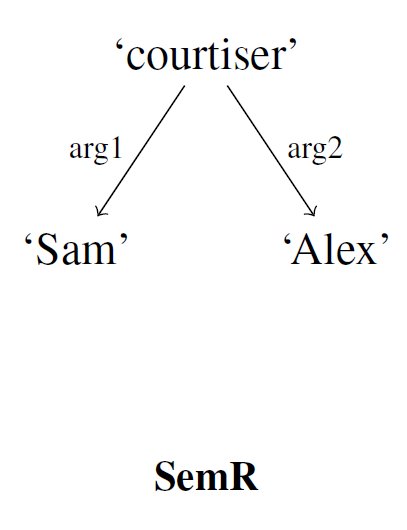 ‘courtiser’
arg1 arg2
‘Sam’ ‘Alex’
SemR